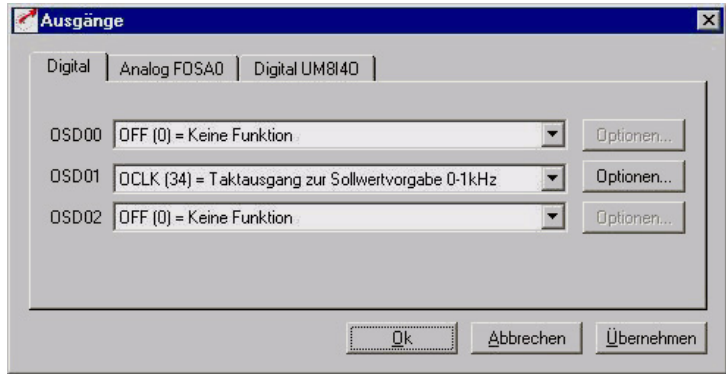 Ausgänge
Digital Analog FOSA0 Digital UM8I4O
OSD00 OFF (0) = Keine Funktion Optionen...
OSD01 OCLK (34) = Taktausgang zur Sollwertvorgabe 0-1kHz Optionen...
OSD02 OFF (0) = Keine Funktion Optionen...
Ok Abbrechen Übernehmen